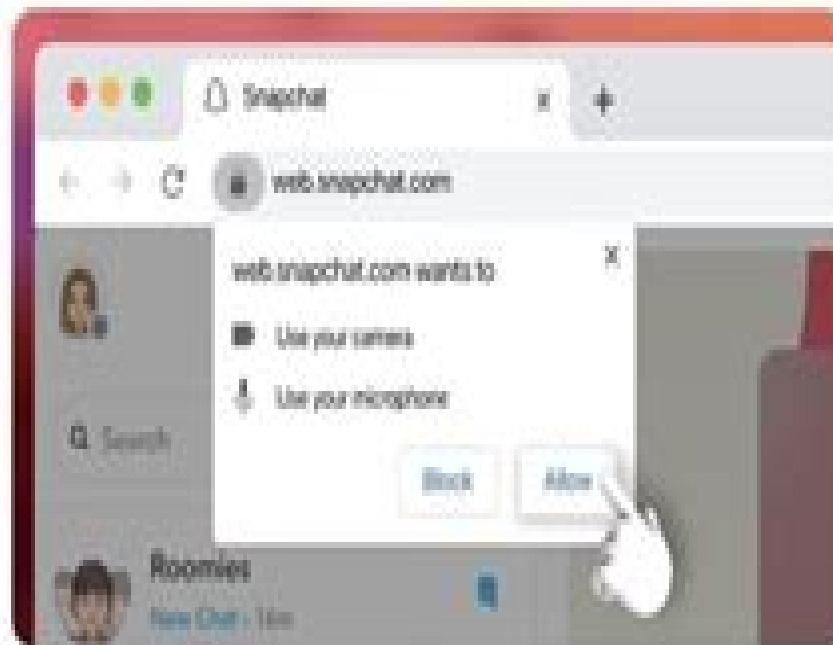 Snapchat
web.snapchat.com
web.snapchat.com wants to
Use your camera
Use your microphone
Search
Block Allow
Roomies
New Chat · 16m